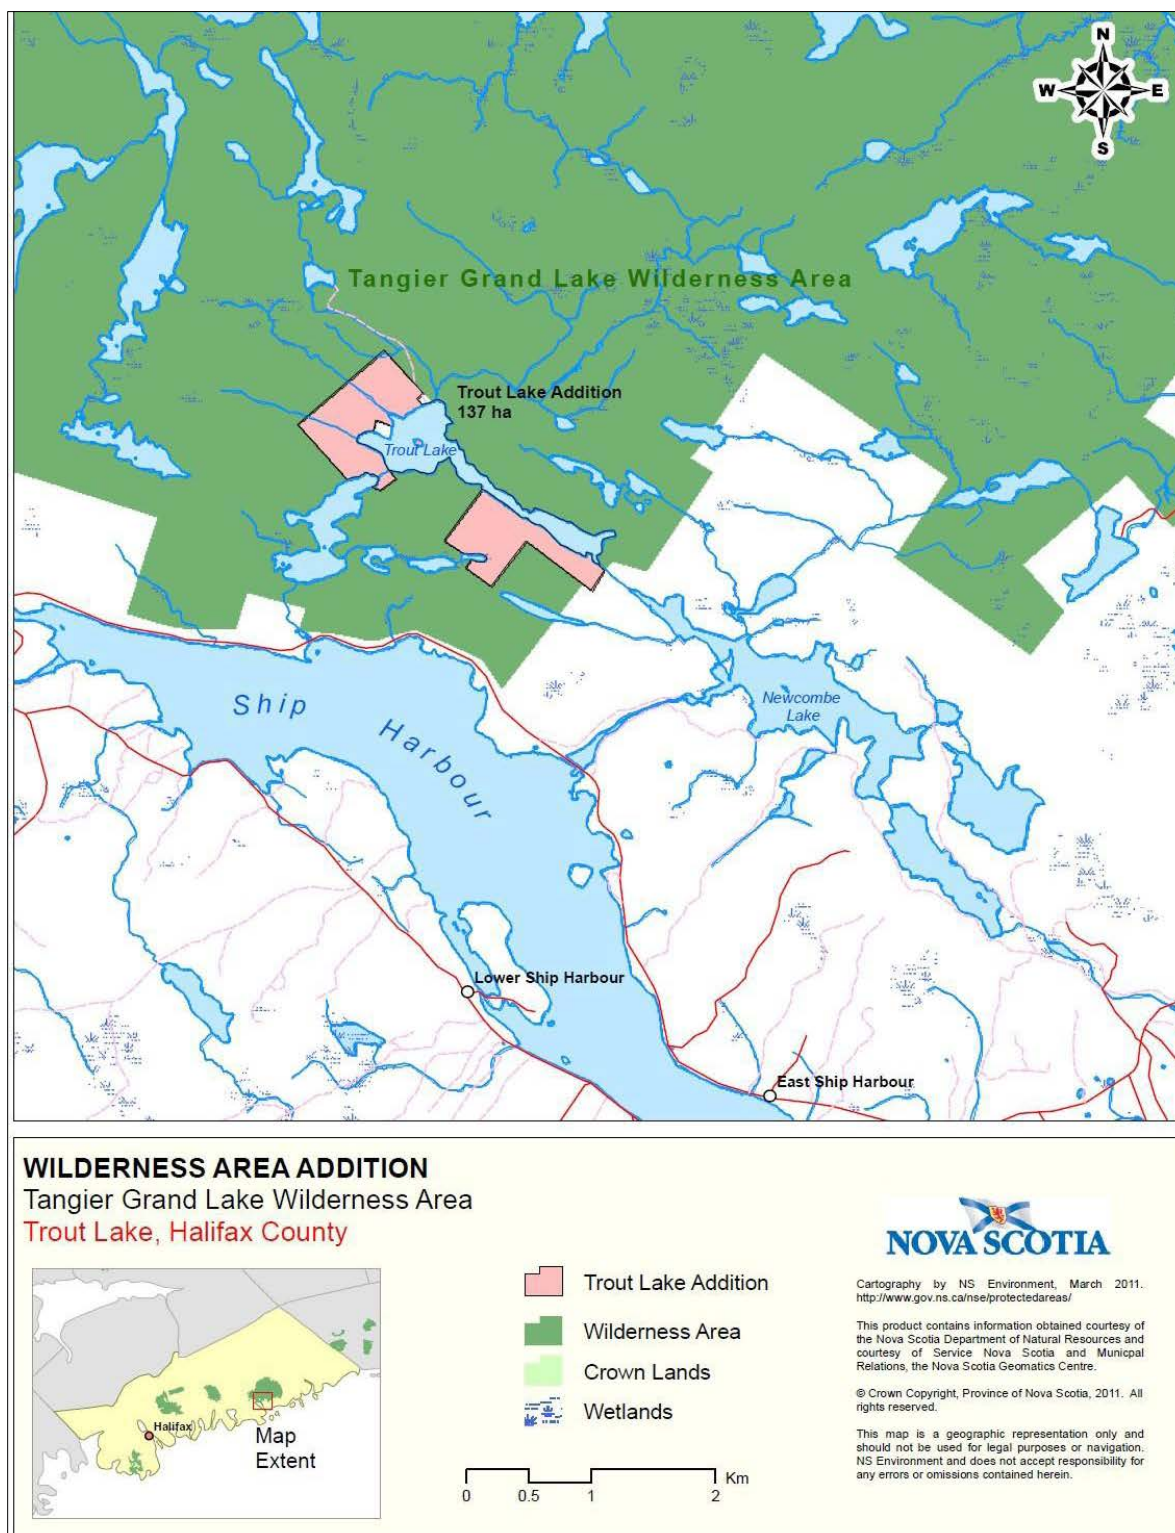 N
W E
S
Tangier Grand Lake Wilderness Area
Trout Lake Addition
137 ha
Trout Lake
Ship
Harbour
Newcombe
Lake
Lower Ship Harbour
East Ship Harbour
WILDERNESS AREA ADDITION
Tangier Grand Lake Wilderness Area
Trout Lake, Halifax County
Halifax
Map
Extent
Trout Lake Addition
Wilderness Area
Crown Lands
Wetlands
Km
0 0.5 1 2
NOVA SCOTIA
Cartography by NS Environment, March 2011.
http://www.gov.ns.ca/nse/protectedareas/
This product contains information obtained courtesy of
the Nova Scotia Department of Natural Resources and
courtesy of Service Nova Scotia and Municpal
Relations, the Nova Scotia Geomatics Centre.
© Crown Copyright, Province of Nova Scotia, 2011. All
rights reserved.
This map is a geographic representation only and
should not be used for legal purposes or navigation.
NS Environment and does not accept responsibility for
any errors or omissions contained herein.